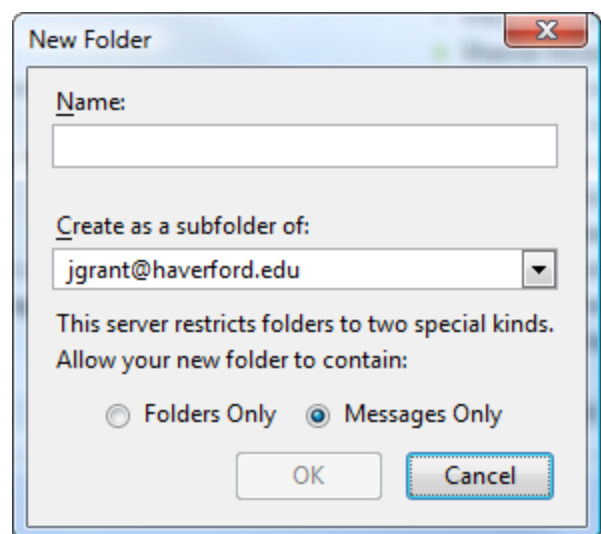 New Folder
Name:
Create as a subfolder of:
jgrant@haverford.edu
This server restricts folders to two special kinds.
Allow your new folder to contain:
Folders Only Messages Only
OK Cancel